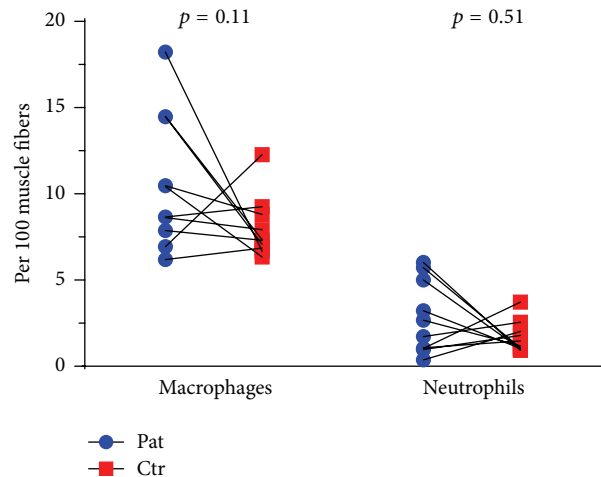 p = 0.11 p = 0.51
20
15
10
5
0
Per 100 muscle fibers
Macrophages Neutrophils
Pat
Ctr